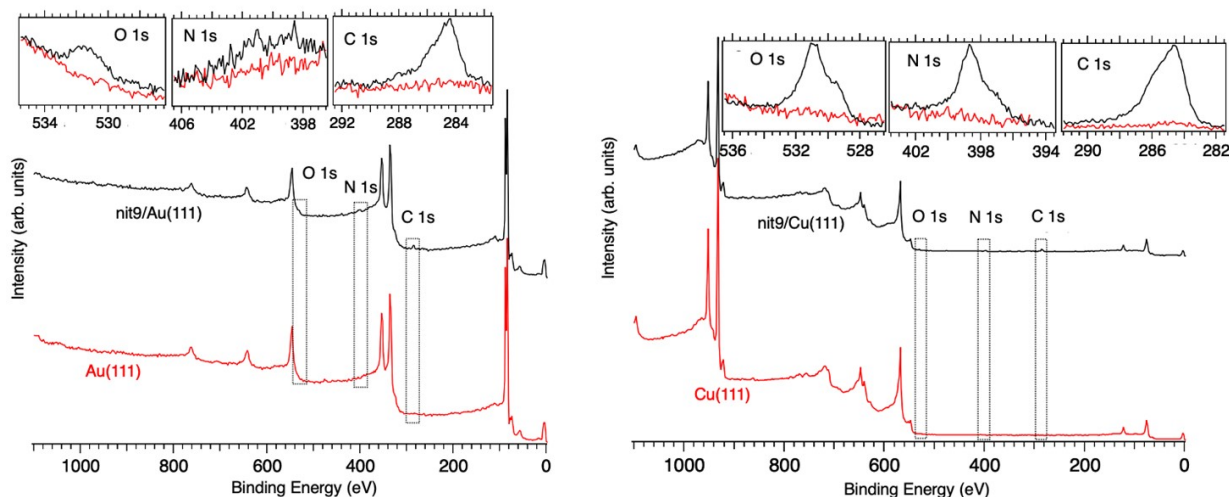 O 1s
N 1s
C 1s
534
530
406
402
398
292
288
284
Intensity (arb. units)
nit9/Au(111)
O 1s
N 1s
C 1s
Au(111)
1000
800
600
400
200
0
Binding Energy (eV)
O 1s
N 1s
C 1s
536
532
528
402
398
394
290
286
282
Intensity (arb. units)
nit9/Cu(111)
O 1s
N 1s
C 1s
Cu(111)
1000
800
600
400
200
0
Binding Energy (eV)